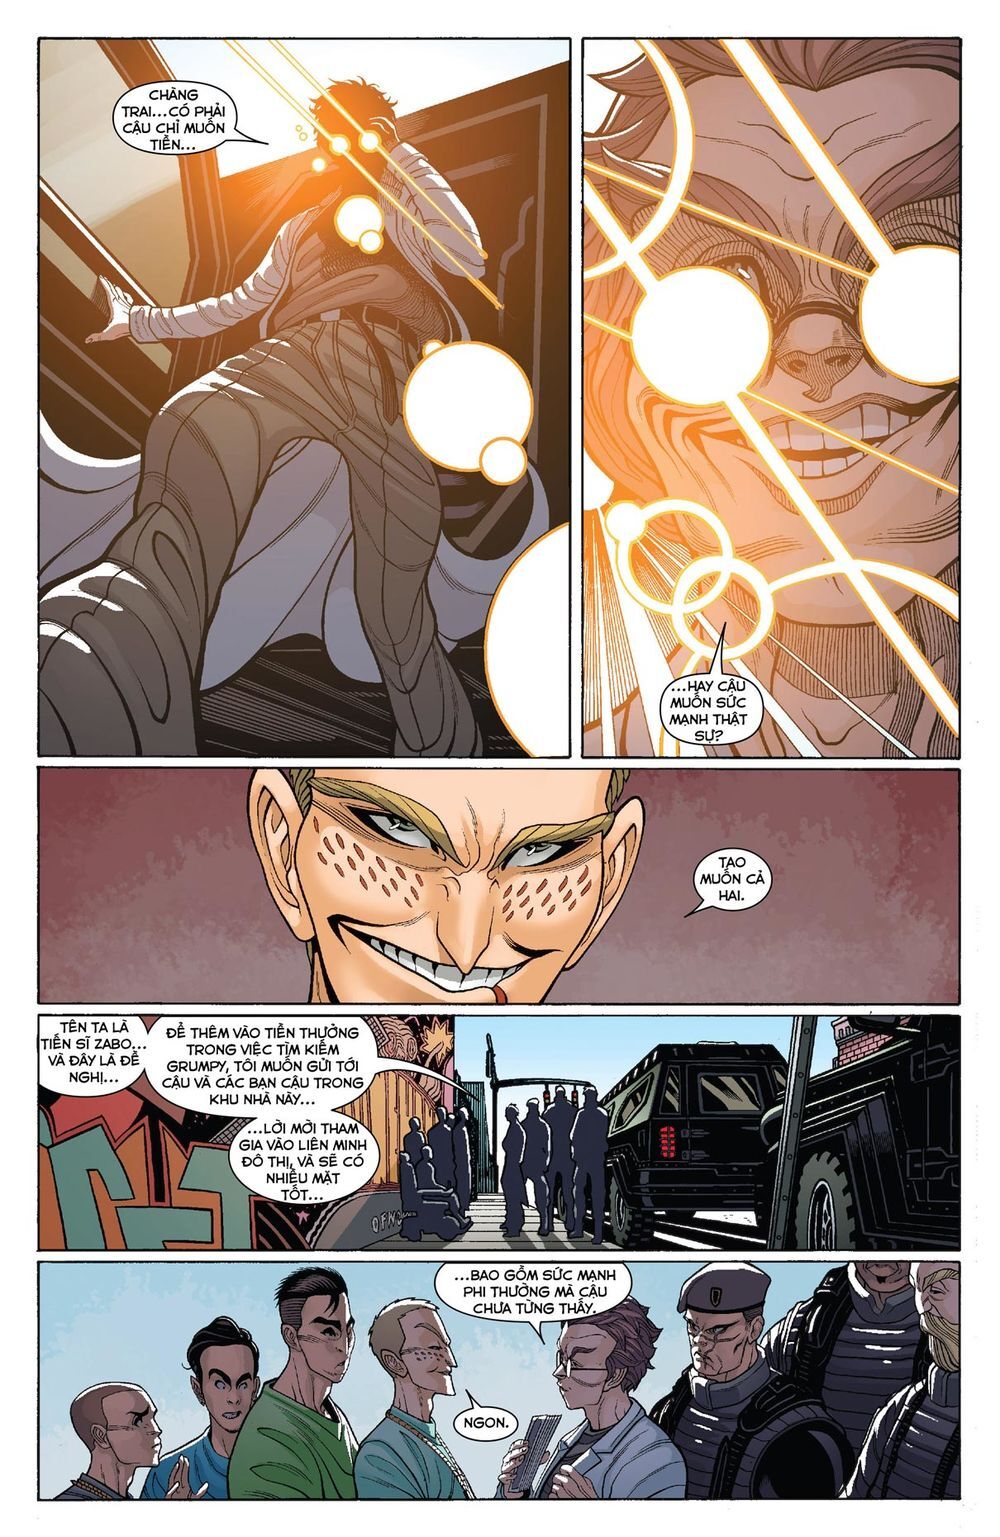 CHÀNG
TRAI...CÓ PHẢI
CẬU CHỈ MUỐN
TIỀN...
...HAY CẬU
MUỐN SỨC
MẠNH THẬT
SỰ?
TAO
MUỐN CẢ
HAI.
TÊN TA LÀ
TIẾN SĨ ZABO...
VÀ ĐÂY LÀ ĐỀ
NGHỊ...
ĐỂ THÊM VÀO TIỀN THƯỞNG
TRONG VIỆC TÌM KIẾM
GRUMPY, TÔI MUỐN GỬI TỚI
CẬU VÀ CÁC BẠN CẬU TRONG
KHU NHÀ NÀY...
...LỜI MỜI THAM
GIA VÀO LIÊN MINH
ĐÔ THỊ, VÀ SẼ CÓ
NHIỀU MẶT
TỐT...
...BAO GỒM SỨC MẠNH
PHI THƯỜNG MÀ CẬU
CHƯA TỪNG THẤY.
NGON.